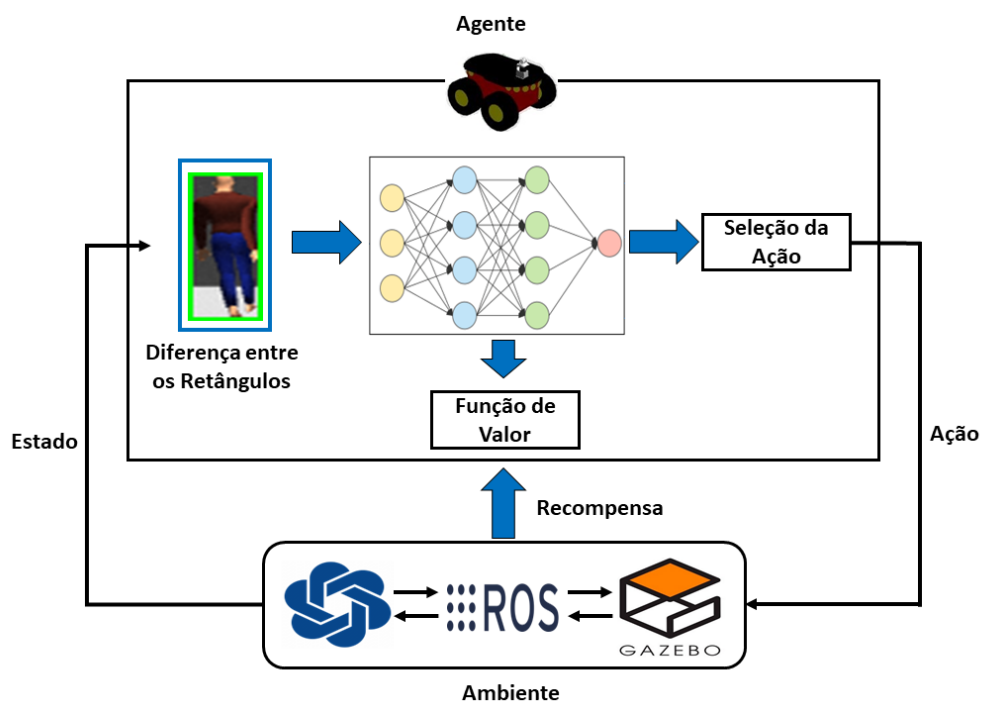 Agente
Seleção da
Ação
Diferença entre
os Retângulos
Função de
Valor
Estado
Ação
Recompensa
ROS
GAZEBO
Ambiente